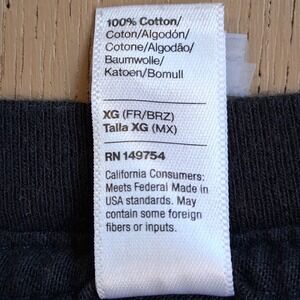 100% Cotton/
Coton/Algodón/
Cotone/Algodão/
Baumwolle/
Katoen/Bomull
XG (FR/BRZ)
Talla XG (MX)
RN 149754
California Consumers:
Meets Federal Made in
USA standards. May
contain some foreign
fibers or inputs.